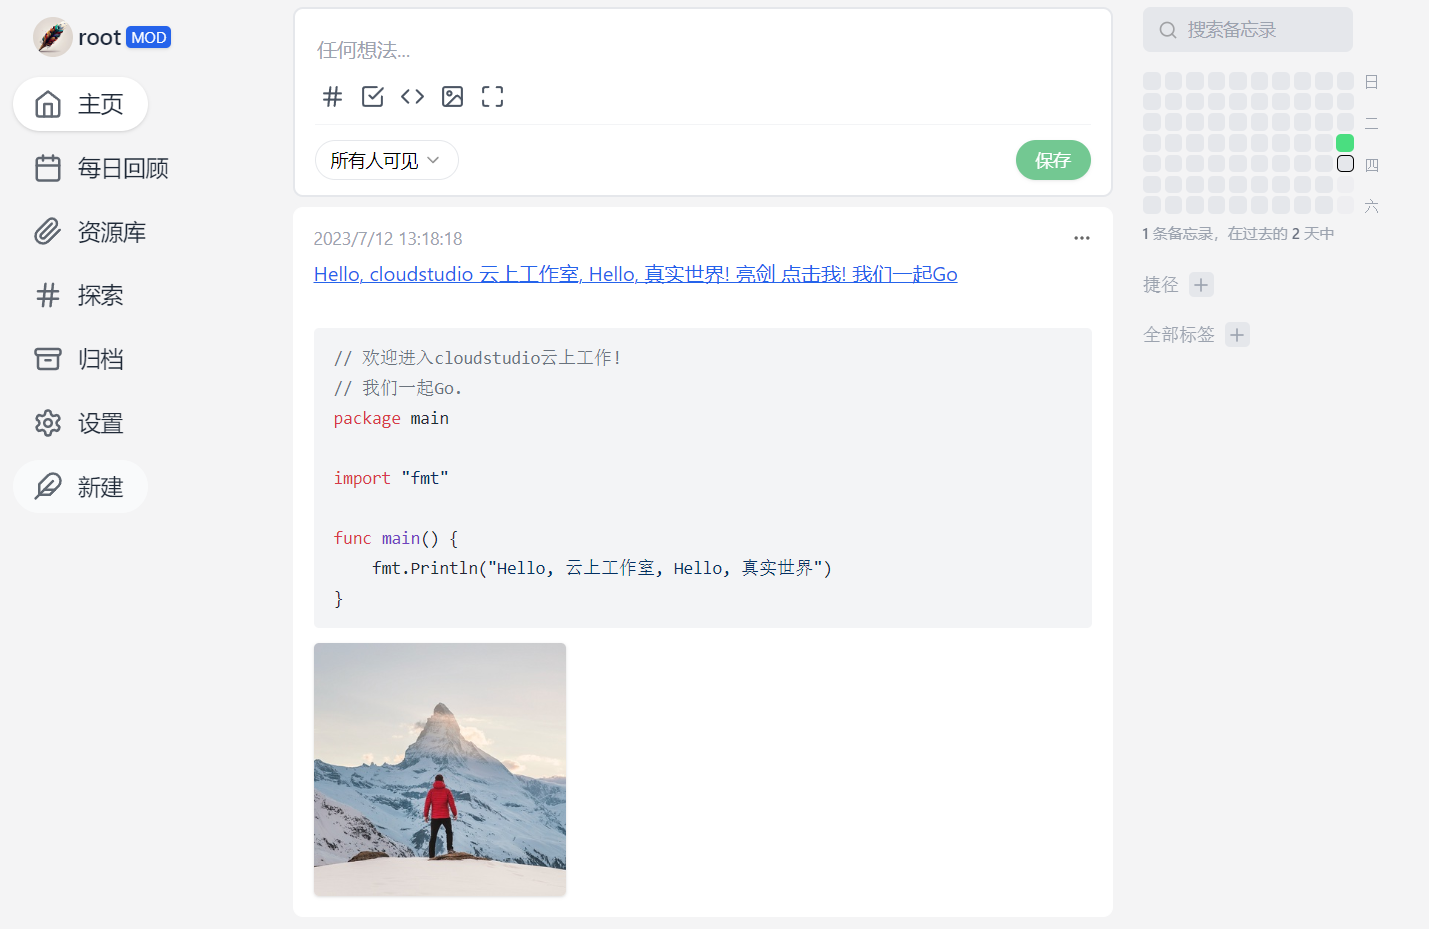 root MOD
主页
每日回顾
资源库
探索
归档
设置
新建
任何想法...
所有人可见
保存
2023/7/12 13:18:18
Hello, cloudstudio 云上工作室, Hello, 真实世界! 亮剑 点击我! 我们一起Go
// 欢迎进入cloudstudio云上工作!
// 我们一起Go.
package main
import "fmt"
func main() {
fmt.Println("Hello, 云上工作室, Hello, 真实世界")
}
搜索备忘录
日
二
四
六
1 条备忘录，在过去的 2 天中
捷径
全部标签